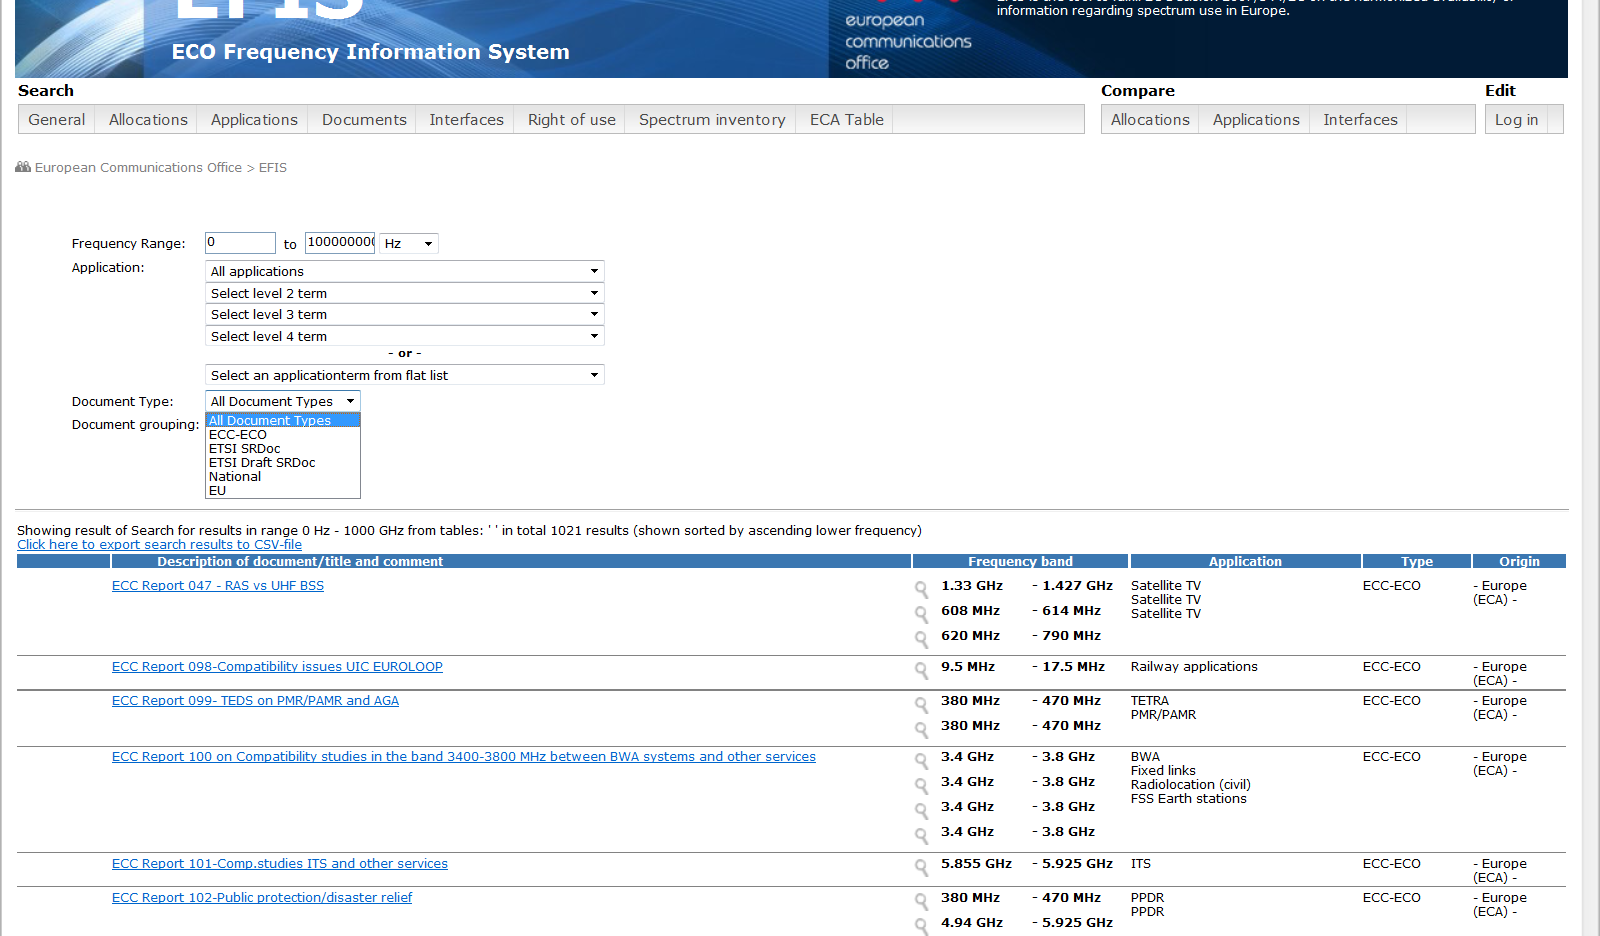 EFIS
information regarding spectrum use in Europe.
ECO Frequency Information System
european
communications
office
Search
Compare
Edit
General Allocations Applications Documents Interfaces Right of use Spectrum inventory ECA Table
Allocations Applications Interfaces
Log in
European Communications Office > EFIS
Frequency Range: 0 to 100000000 Hz
Application: All applications
Select level 2 term
Select level 3 term
Select level 4 term
- or -
Select an applicationterm from flat list
Document Type: All Document Types
Document grouping: All Document Types
ECC-ECO
ETSI SRDoc
ETSI Draft SRDoc
National
EU
Showing result of Search for results in range 0 Hz - 1000 GHz from tables: ' ' in total 1021 results (shown sorted by ascending lower frequency)
Click here to export search results to CSV-file
Description of document/title and comment Frequency band Application Type Origin
ECC Report 047 - RAS vs UHF BSS 1.33 GHz - 1.427 GHz Satellite TV ECC-ECO - Europe
Satellite TV (ECA) -
608 MHz - 614 MHz Satellite TV
620 MHz - 790 MHz
ECC Report 098-Compatibility issues UIC EUROLOOP 9.5 MHz - 17.5 MHz Railway applications ECC-ECO - Europe
(ECA) -
ECC Report 099- TEDS on PMR/PAMR and AGA 380 MHz - 470 MHz TETRA ECC-ECO - Europe
PMR/PAMR (ECA) -
380 MHz - 470 MHz
ECC Report 100 on Compatibility studies in the band 3400-3800 MHz between BWA systems and other services 3.4 GHz - 3.8 GHz BWA ECC-ECO - Europe
Fixed links (ECA) -
3.4 GHz - 3.8 GHz Radiolocation (civil)
FSS Earth stations
3.4 GHz - 3.8 GHz
3.4 GHz - 3.8 GHz
ECC Report 101-Comp.studies ITS and other services 5.855 GHz - 5.925 GHz ITS ECC-ECO - Europe
(ECA) -
ECC Report 102-Public protection/disaster relief 380 MHz - 470 MHz PPDR ECC-ECO - Europe
PPDR (ECA) -
4.94 GHz - 5.925 GHz